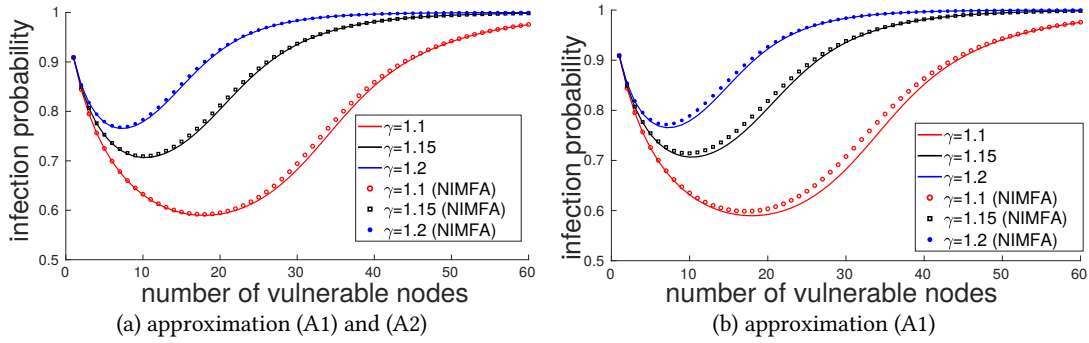 infection probability
1
0.9
0.8
0.7
0.6
0.5
0 10 20 30 40 50 60
number of vulnerable nodes
γ=1.1
γ=1.15
γ=1.2
γ=1.1 (NIMFA)
γ=1.15 (NIMFA)
γ=1.2 (NIMFA)
(a) approximation (A1) and (A2)
infection probability
1
0.9
0.8
0.7
0.6
0.5
0 10 20 30 40 50 60
number of vulnerable nodes
γ=1.1
γ=1.15
γ=1.2
γ=1.1 (NIMFA)
γ=1.15 (NIMFA)
γ=1.2 (NIMFA)
(b) approximation (A1)